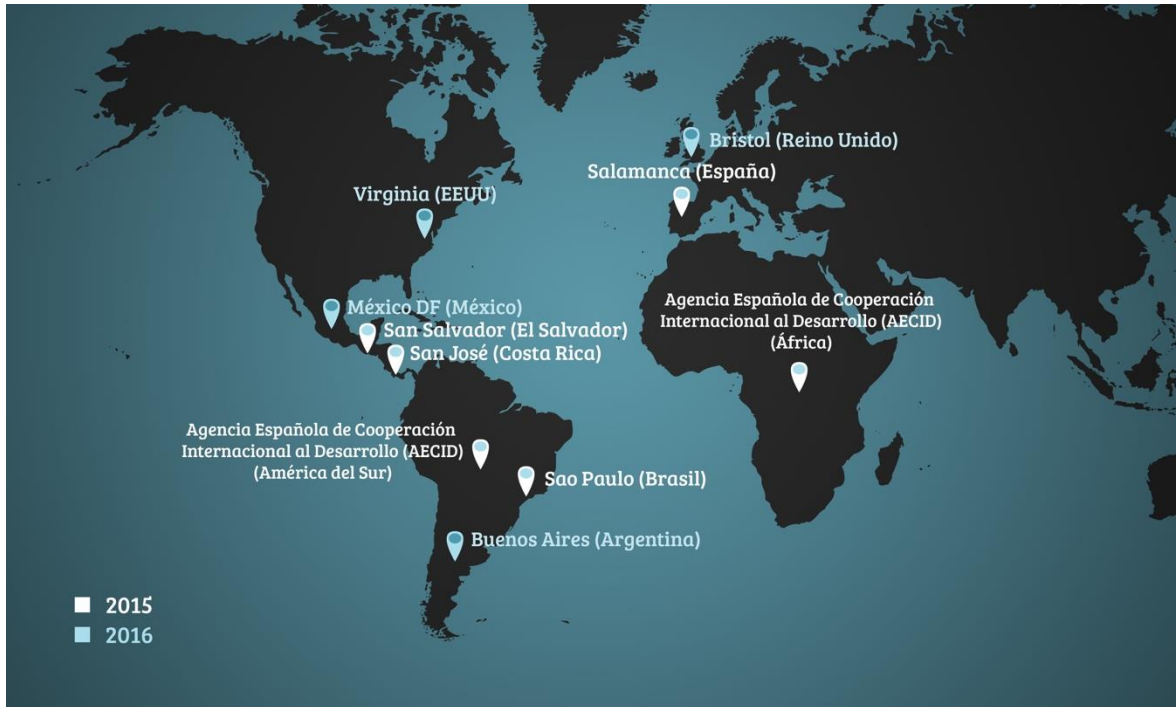 Bristol (Reino Unido)
Salamanca (España)
Virginia (EEUU)
Agencia Española de Cooperación
Internacional al Desarrollo (AECID)
(África)
México DF (México)
San Salvador (El Salvador)
San José (Costa Rica)
Agencia Española de Cooperación
Internacional al Desarrollo (AECID)
(América del Sur)
Sao Paulo (Brasil)
Buenos Aires (Argentina)
2015
2016